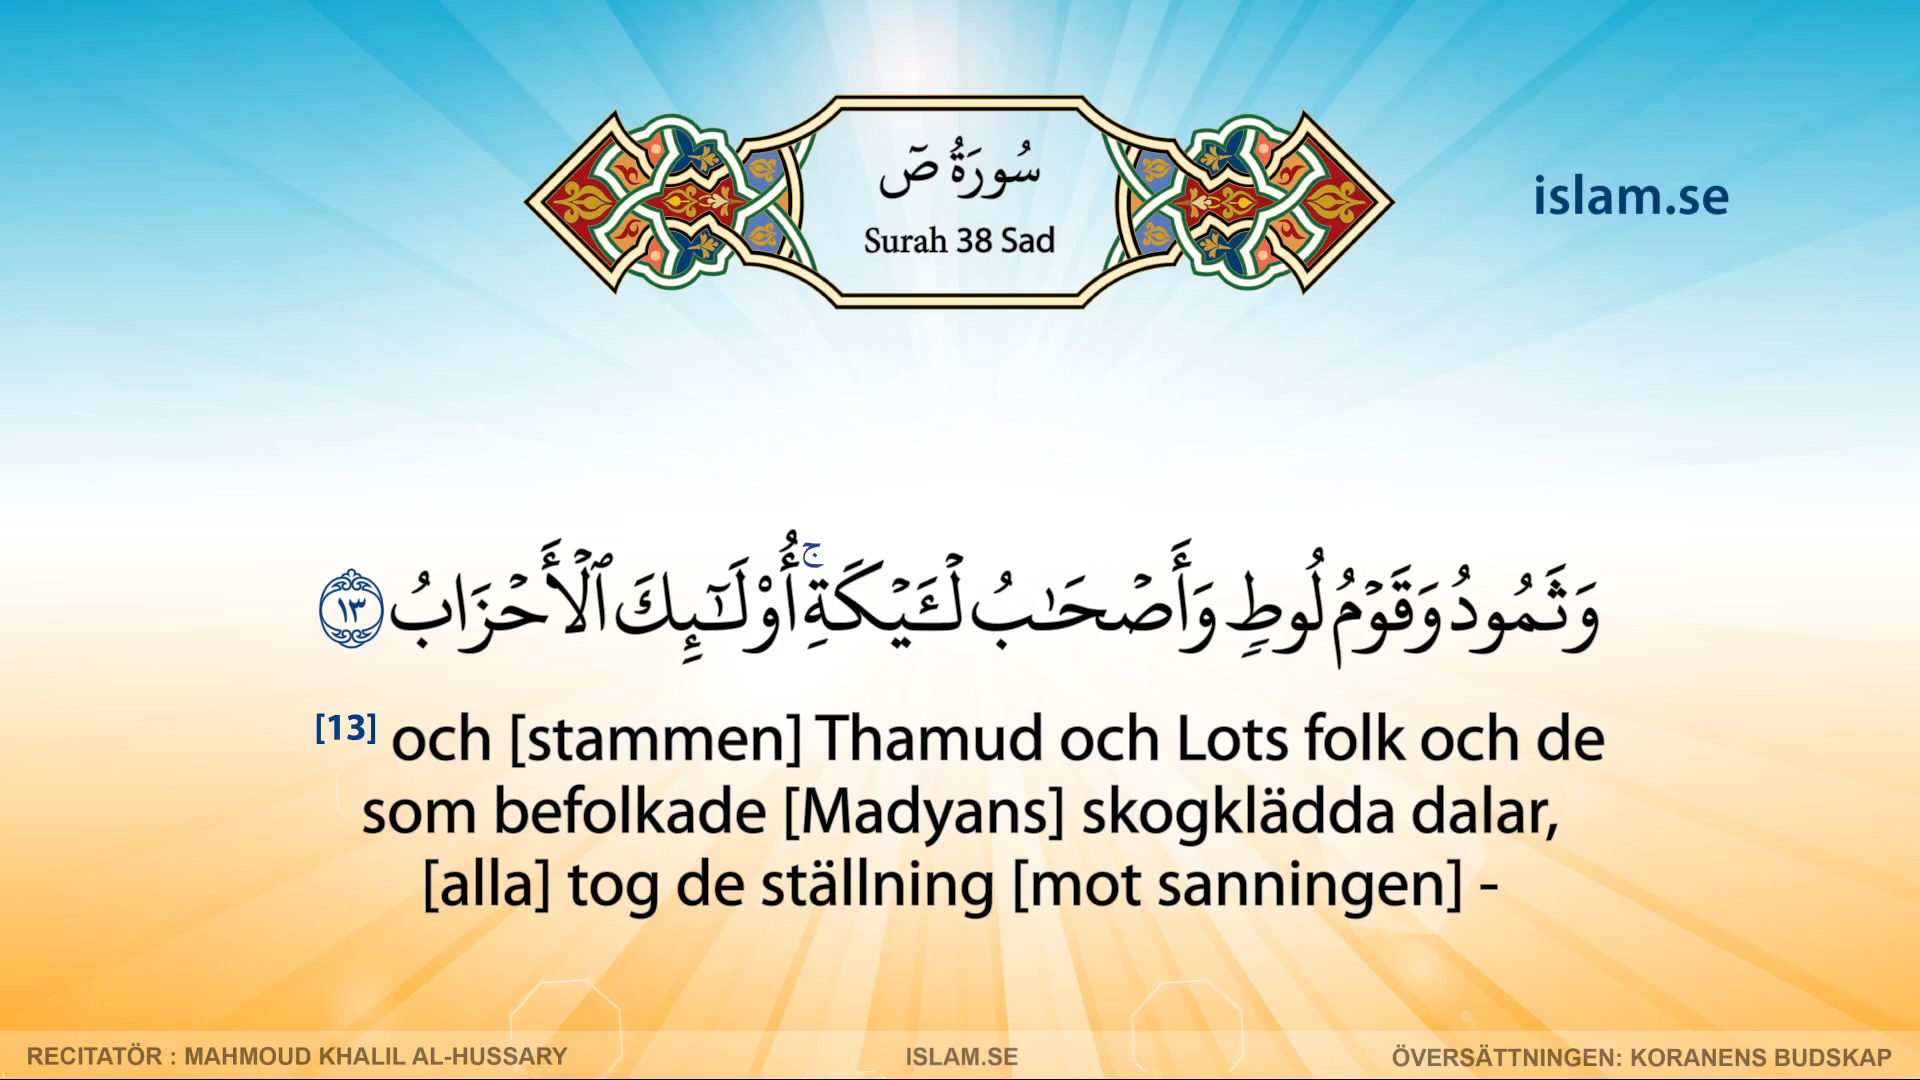 سُورَةُ صٓ
Surah 38 Sad
islam.se
وَثَمُودُ وَقَوۡمُ لُوطٖ وَأَصۡحَٰبُ لۡـَٔيۡكَةِۚ أُوْلَٰٓئِكَ ٱلۡأَحۡزَابُ ١٣
[13] och [stammen] Thamud och Lots folk och de
som befolkade [Madyans] skogklädda dalar,
[alla] tog de ställning [mot sanningen] -
RECITATÖR : MAHMOUD KHALIL AL-HUSSARY
ISLAM.SE
ÖVERSÄTTNINGEN: KORANENS BUDSKAP